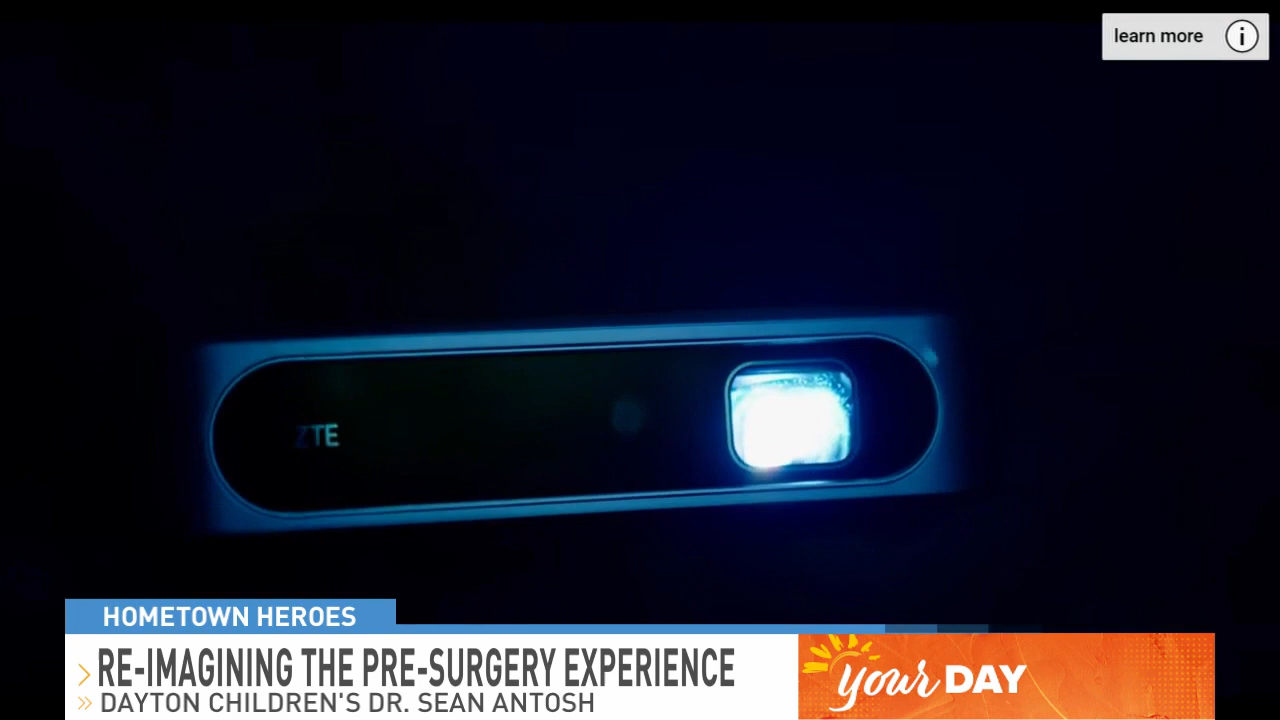 learn more
ZTE
HOMETOWN HEROES
RE-IMAGINING THE PRE-SURGERY EXPERIENCE
DAYTON CHILDREN'S DR. SEAN ANTOSH
your DAY